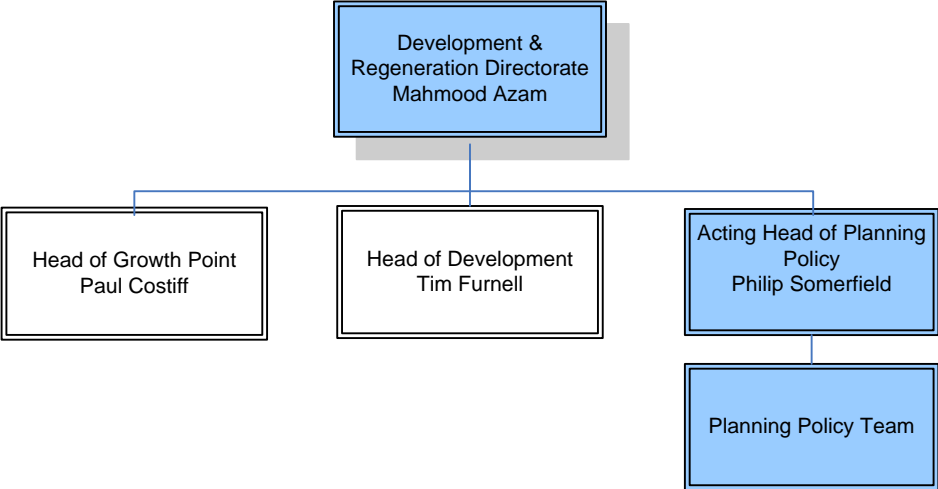 Development &
Regeneration Directorate
Mahmood Azam
Head of Growth Point
Paul Costiff
Head of Development
Tim Furnell
Acting Head of Planning
Policy
Philip Somerfield
Planning Policy Team